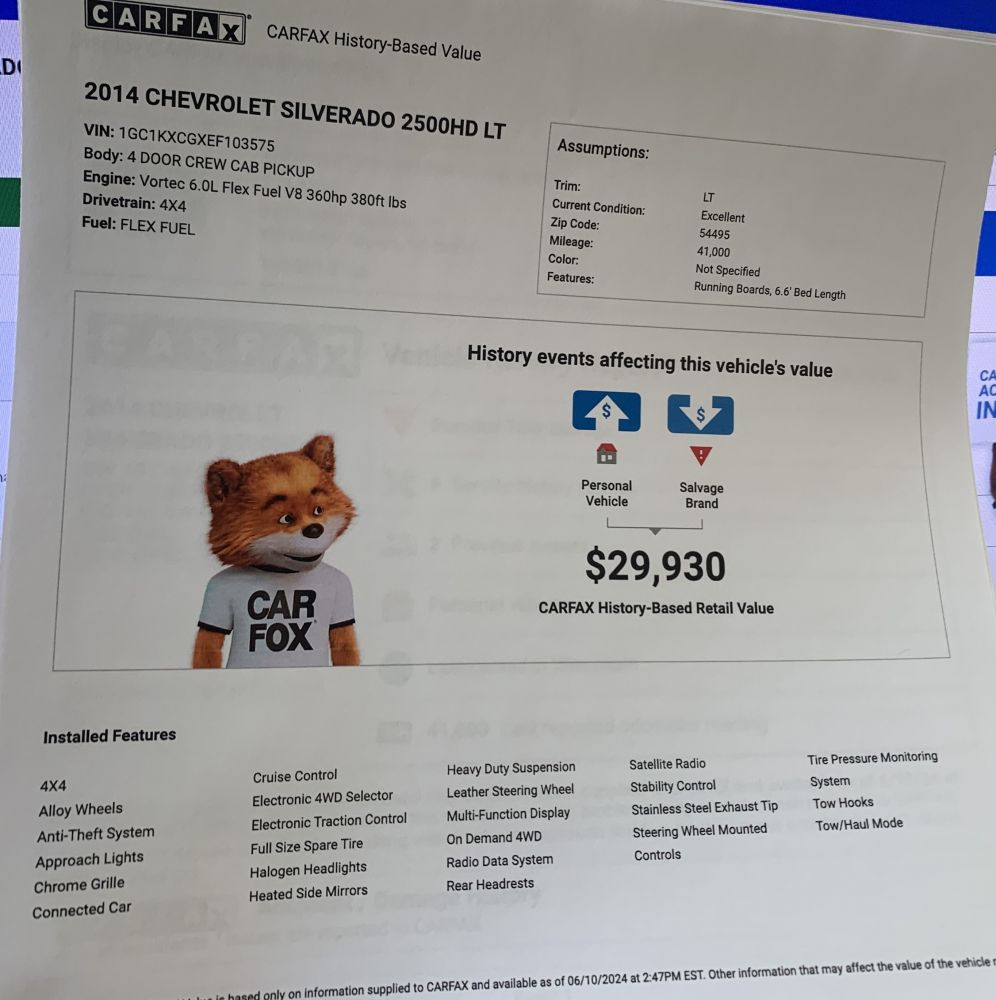 CARFAX CARFAX History-Based Value
2014 CHEVROLET SILVERADO 2500HD LT
VIN: 1GC1KXCGXEF103575
Body: 4 DOOR CREW CAB PICKUP
Engine: Vortec 6.0L Flex Fuel V8 360hp 380ft lbs
Drivetrain: 4X4
Fuel: FLEX FUEL
Assumptions:
Trim: LT
Current Condition: Excellent
Zip Code: 54495
Mileage: 41,000
Color: Not Specified
Features: Running Boards, 6.6' Bed Length
History events affecting this vehicle's value
$ $
Personal
Vehicle
Salvage
Brand
$29,930
CARFAX History-Based Retail Value
CAR
FOX
Installed Features
4X4
Alloy Wheels
Anti-Theft System
Approach Lights
Chrome Grille
Connected Car
Cruise Control
Electronic 4WD Selector
Electronic Traction Control
Full Size Spare Tire
Halogen Headlights
Heated Side Mirrors
Heavy Duty Suspension
Leather Steering Wheel
Multi-Function Display
On Demand 4WD
Radio Data System
Rear Headrests
Satellite Radio
Stability Control
Stainless Steel Exhaust Tip
Steering Wheel Mounted
Controls
Tire Pressure Monitoring
System
Tow Hooks
Tow/Haul Mode
is based only on information supplied to CARFAX and available as of 06/10/2024 at 2:47PM EST. Other information that may affect the value of the vehicle